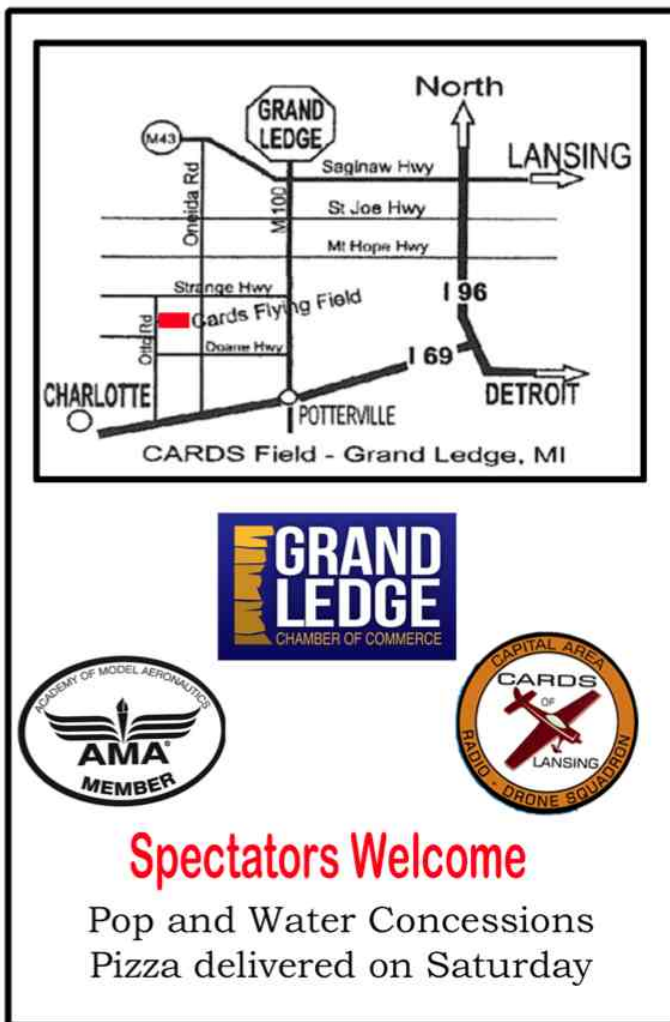 North
GRAND
LEDGE
M43
LANSING
Saginaw Hwy
Oneida Rd
M 100
St Joe Hwy
Mt Hope Hwy
Strange Hwy
I 96
Cards Flying Field
Otto Rd
Doane Hwy
I 69
CHARLOTTE
DETROIT
POTTERVILLE
CARDS Field - Grand Ledge, MI
GRAND
LEDGE
CHAMBER OF COMMERCE
ACADEMY OF MODEL AERONAUTICS
AMA®
MEMBER
CAPITAL AREA
CARDS
OF
LANSING
RADIO - DRONE SQUADRON
Spectators Welcome
Pop and Water Concessions
Pizza delivered on Saturday